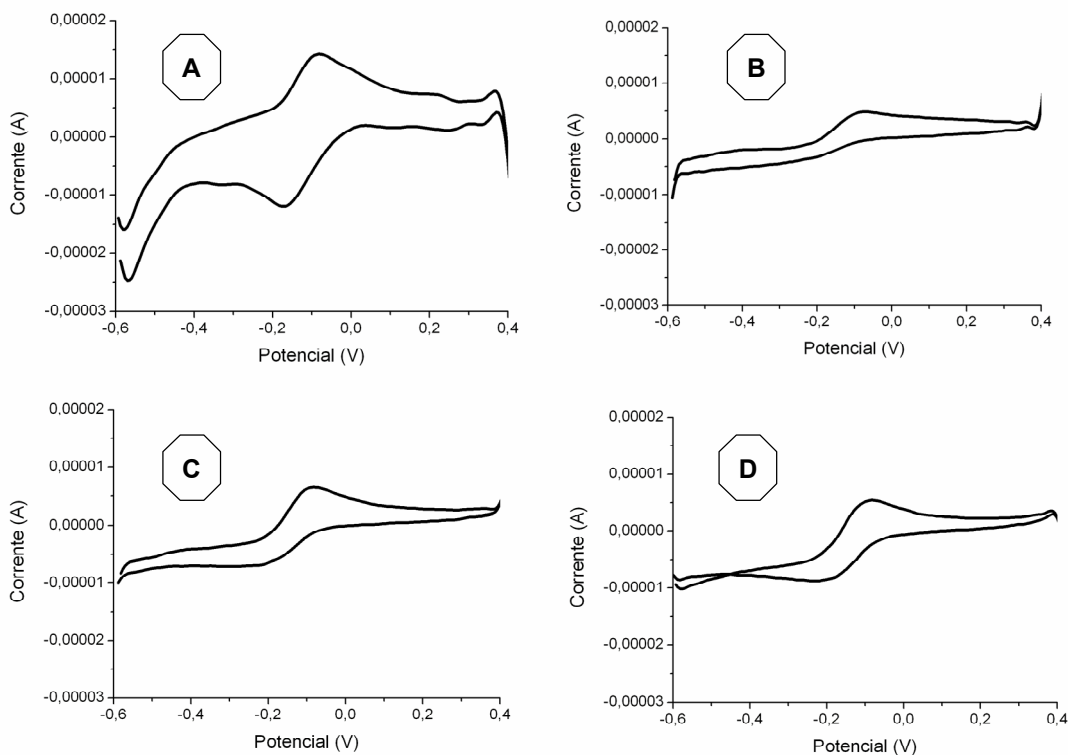 A
0,00002
0,00001
0,00000
-0,00001
-0,00002
-0,00003
Corrente (A)
-0,6 -0,4 -0,2 0,0 0,2 0,4
Potencial (V)
B
0,00002
0,00001
0,00000
-0,00001
-0,00002
-0,00003
Corrente (A)
-0,6 -0,4 -0,2 0,0 0,2 0,4
Potencial (V)
C
0,00002
0,00001
0,00000
-0,00001
-0,00002
-0,00003
Corrente (A)
-0,6 -0,4 -0,2 0,0 0,2 0,4
Potencial (V)
D
0,00002
0,00001
0,00000
-0,00001
-0,00002
-0,00003
Corrente (A)
-0,6 -0,4 -0,2 0,0 0,2 0,4
Potencial (V)